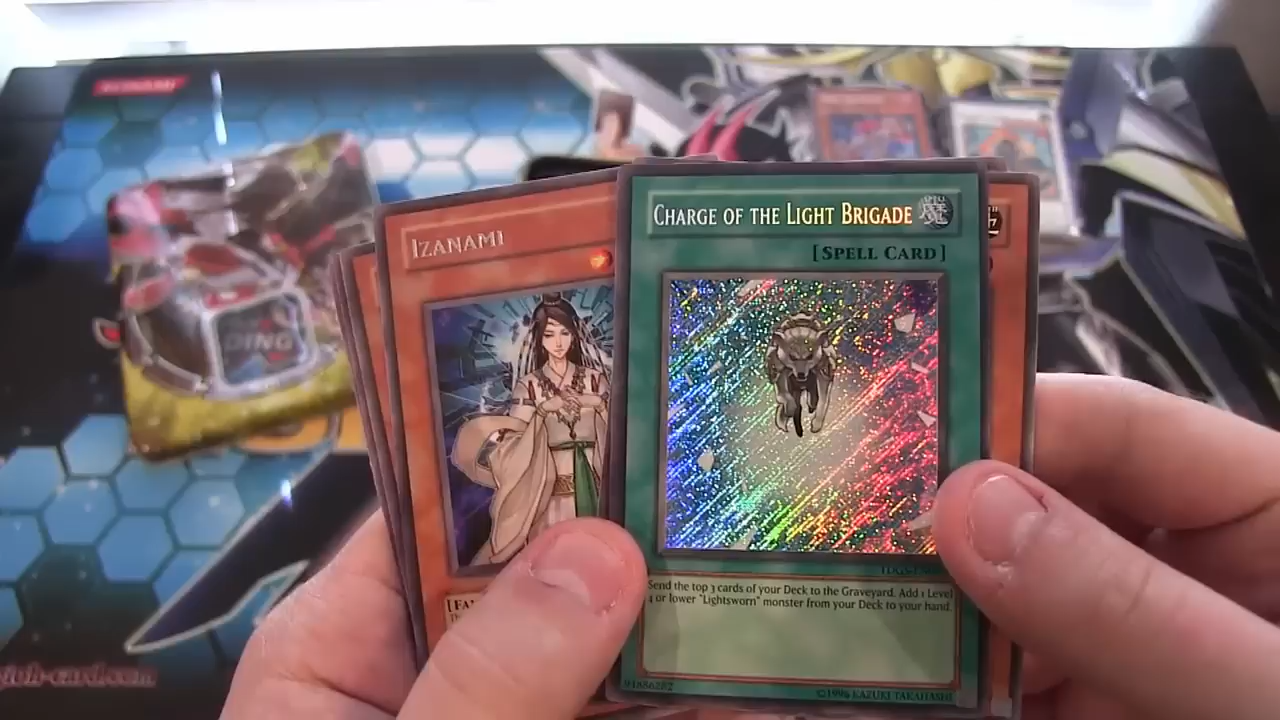 KONAMI
CHARGE OF THE LIGHT BRIGADE
[SPELL CARD]
IZANAMI
Send the top 3 cards of your Deck to the Graveyard. Add 1 Level
4 or lower "Lightsworn" monster from your Deck to your hand.
©1996 KAZUKI TAKAHASHI